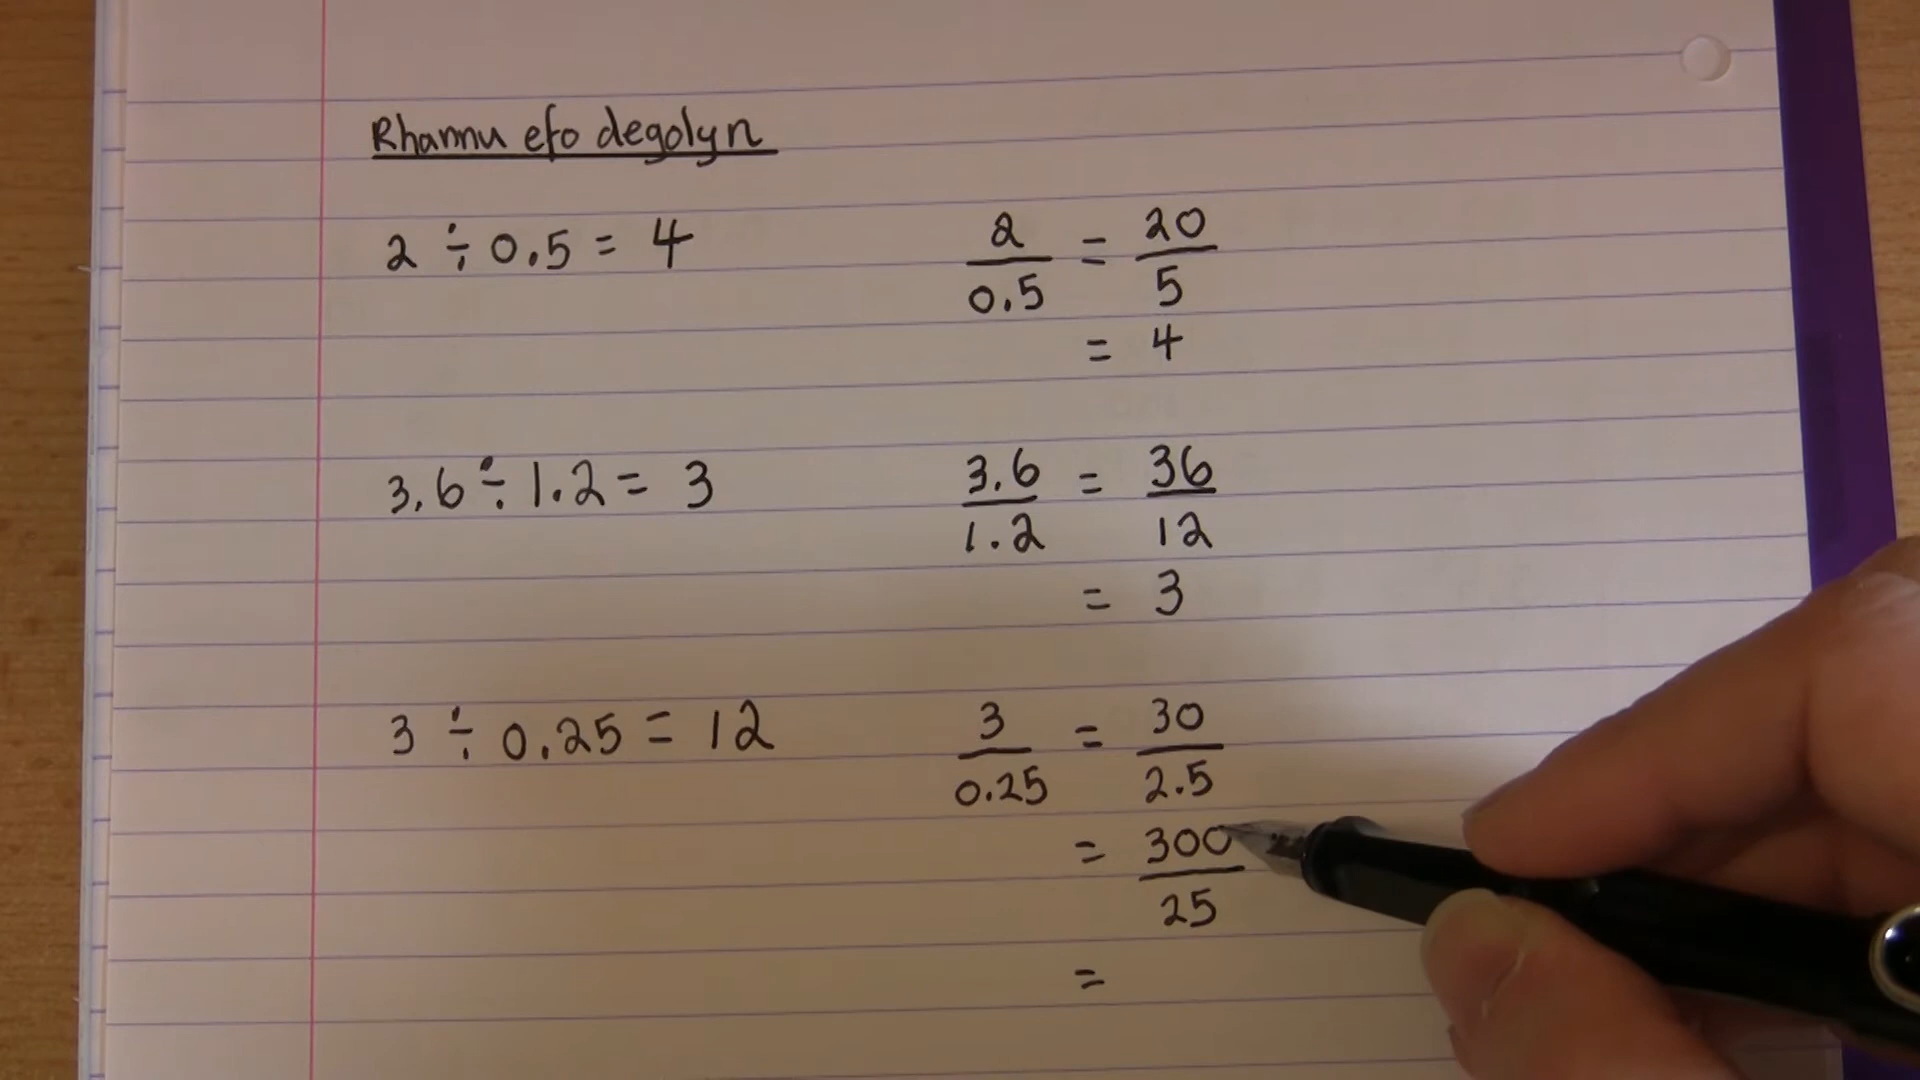 Rhannu efo degolyn
2 ÷ 0.5 = 4
2/0.5 = 20/5
= 4
3.6 ÷ 1.2 = 3
3.6/1.2 = 36/12
= 3
3 ÷ 0.25 = 12
3/0.25 = 30/2.5
= 300/25
=